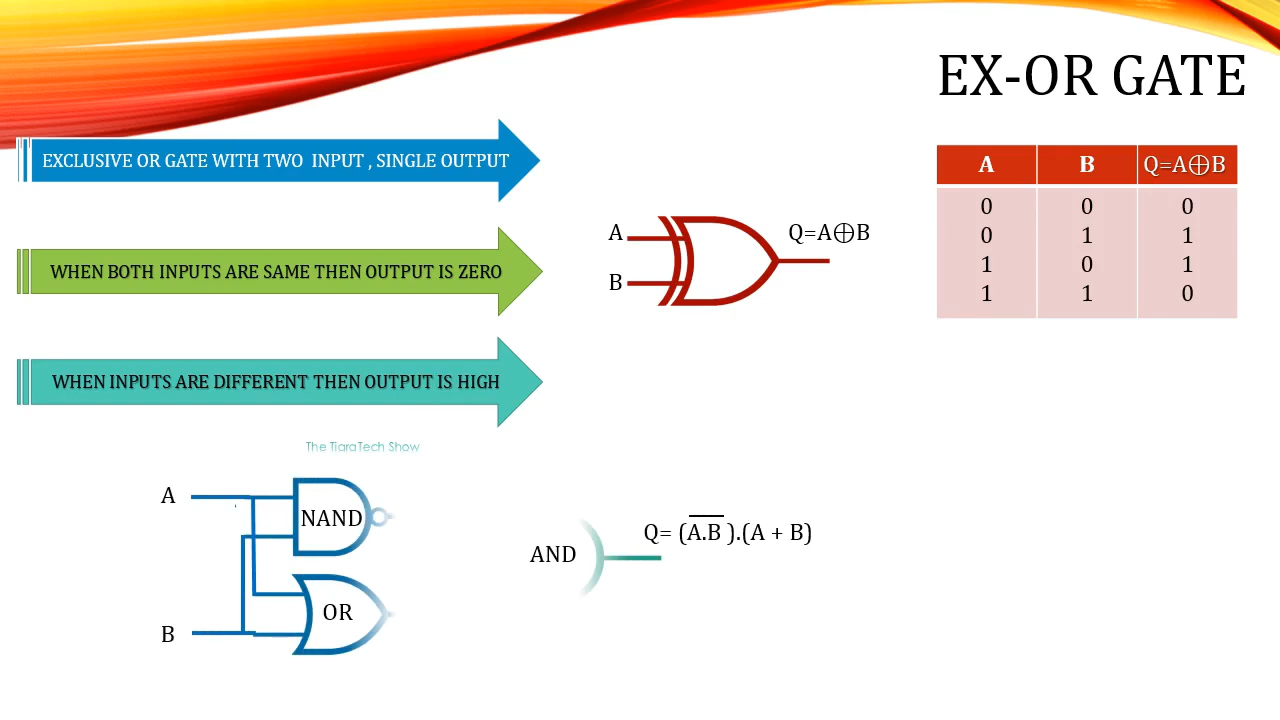 EX-OR GATE
EXCLUSIVE OR GATE WITH TWO INPUT , SINGLE OUTPUT
WHEN BOTH INPUTS ARE SAME THEN OUTPUT IS ZERO
WHEN INPUTS ARE DIFFERENT THEN OUTPUT IS HIGH
A
B
Q=A⊕B
A B Q=A⊕B
0 0 0
0 1 1
1 0 1
1 1 0
The TiaraTech Show
A
B
NAND
OR
AND
Q= (A̅.̅B̅ ).(A + B)